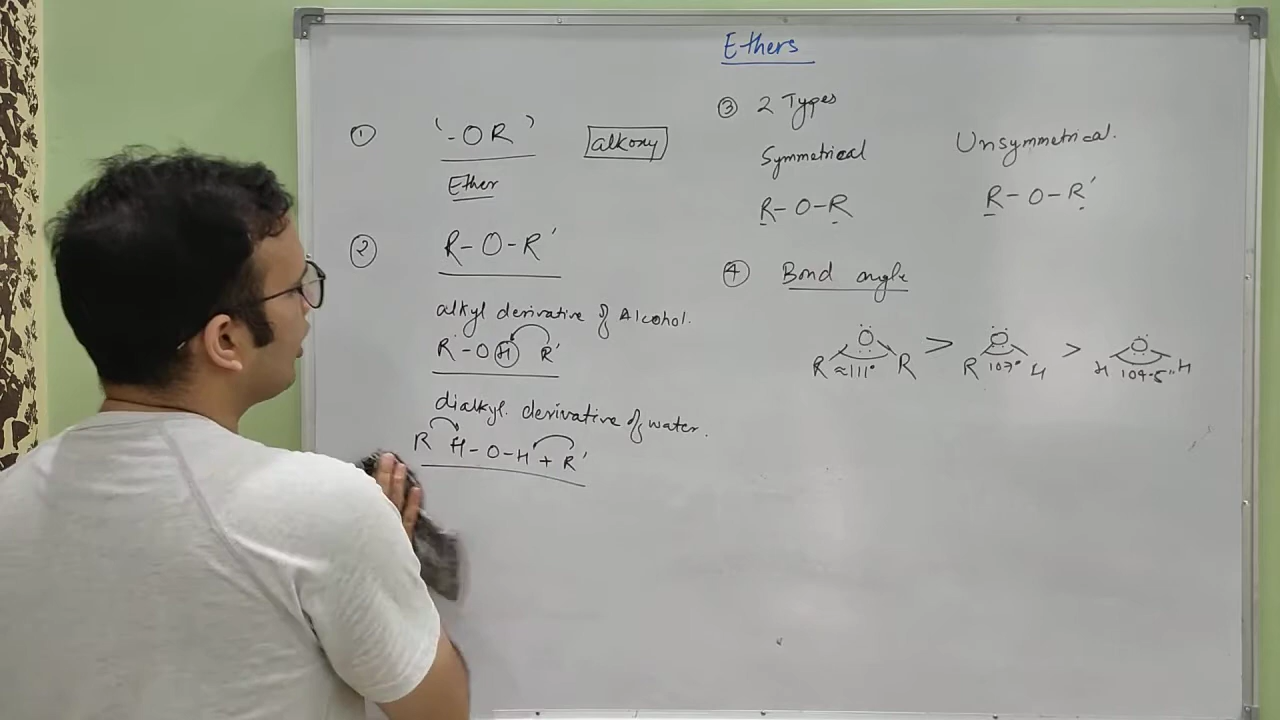 Ethers
① '-OR' alkoxy
Ether
② R-O-R'
alkyl derivative of Alcohol.
R-OH R'
dialkyl derivative of water.
R H-O-H + R'
③ 2 Types
Symmetrical Unsymmetrical.
R-O-R R-O-R'
④ Bond angle
R Ö R > R Ö H > H Ö H
≈111° 107° 104.5°